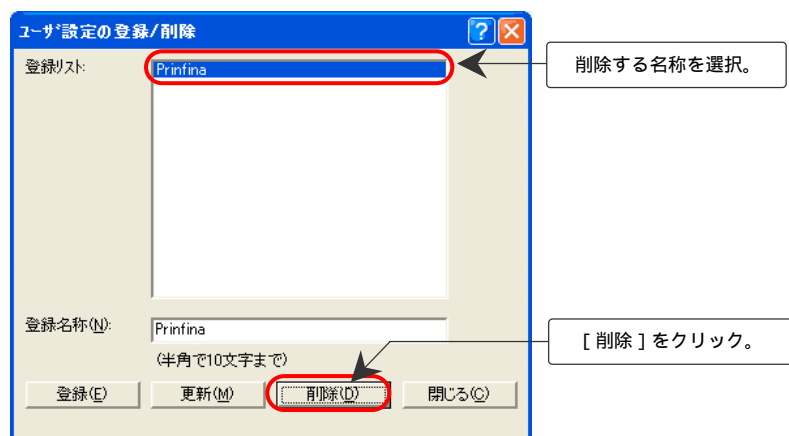 ユーザ設定の登録/削除
登録リスト:
Prinfina
削除する名称を選択。
登録名称(N):
Prinfina
(半角で10文字まで)
[ 削除 ] をクリック。
登録(E) 更新(M) 削除(D) 閉じる(C)